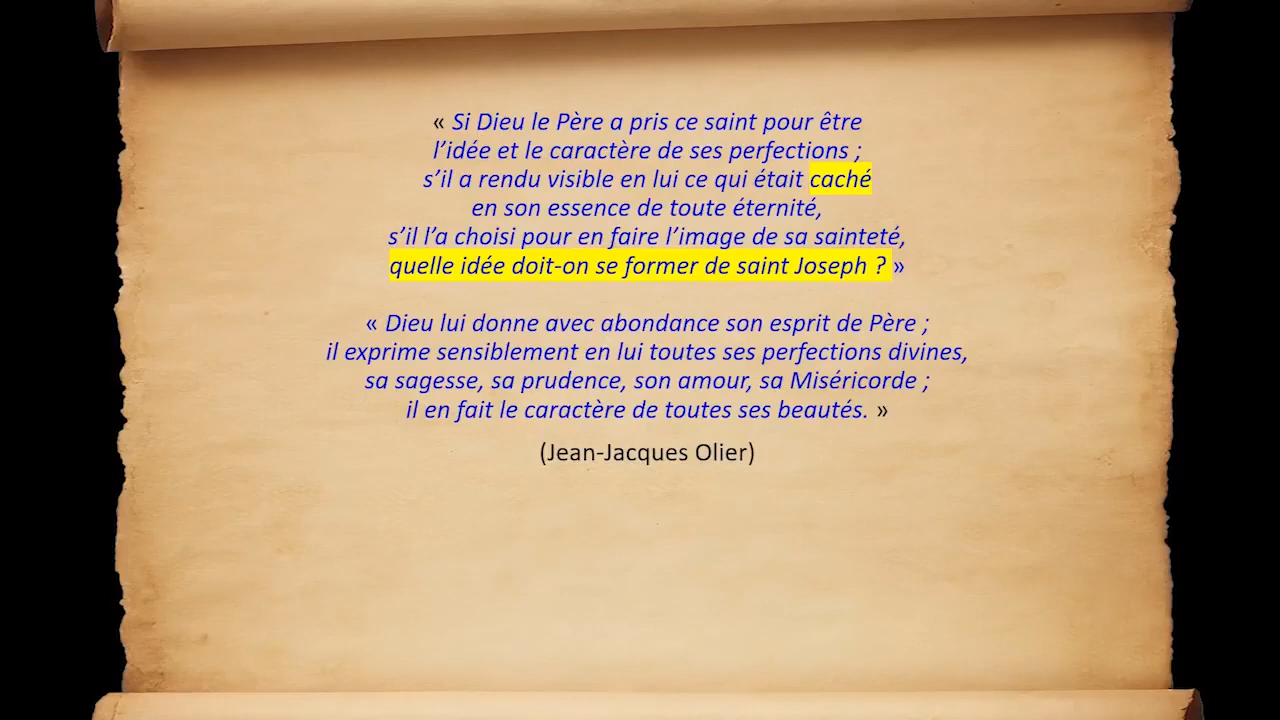 « Si Dieu le Père a pris ce saint pour être
l’idée et le caractère de ses perfections ;
s’il a rendu visible en lui ce qui était caché
en son essence de toute éternité,
s’il l’a choisi pour en faire l’image de sa sainteté,
quelle idée doit-on se former de saint Joseph ? »
« Dieu lui donne avec abondance son esprit de Père ;
il exprime sensiblement en lui toutes ses perfections divines,
sa sagesse, sa prudence, son amour, sa Miséricorde ;
il en fait le caractère de toutes ses beautés. »
(Jean-Jacques Olier)